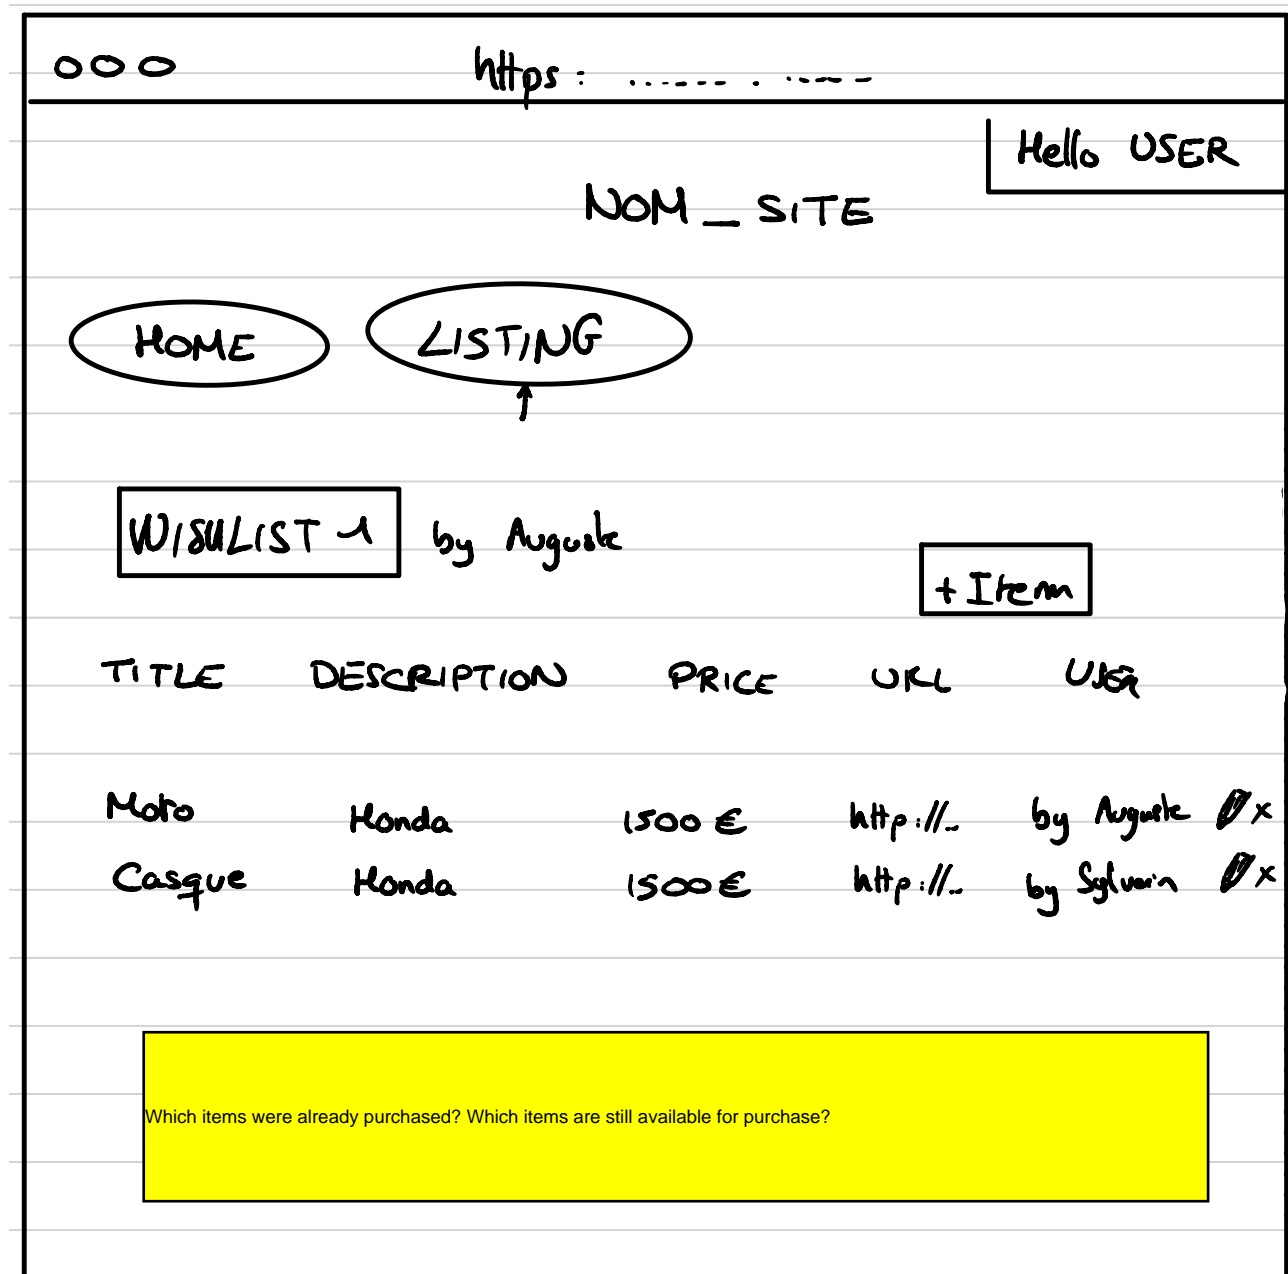 https: ...... . .....
Hello USER
NOM_SITE
HOME LISTING
WISHLIST 1 by Auguste
+ Item
TITLE DESCRIPTION PRICE URL USER
Moto Honda 1500 € http://... by Auguste x
Casque Honda 1500 € http://... by Sylvain x
Which items were already purchased? Which items are still available for purchase?